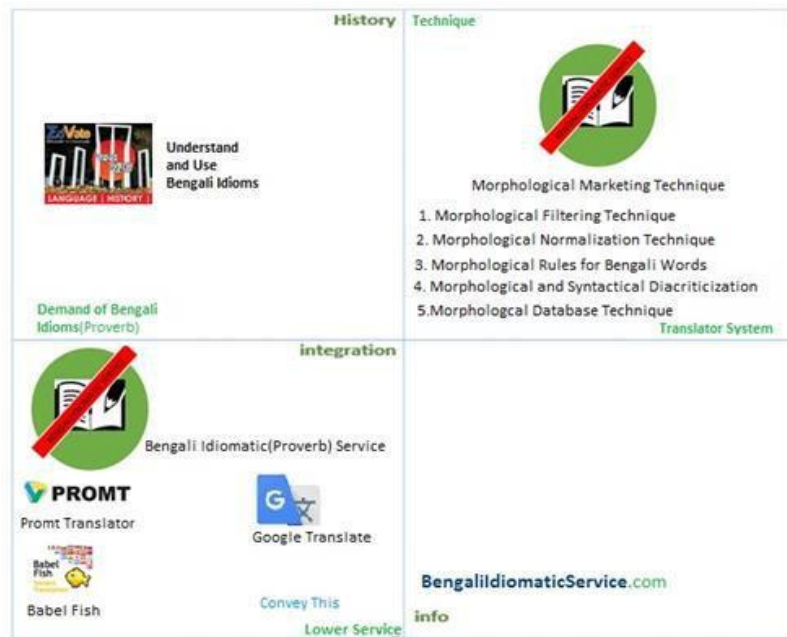 History
EdVate
LANGUAGE | HISTORY |
Understand
and Use
Bengali Idioms
Demand of Bengali
Idioms(Proverb)
Technique
Morphological Marketing Technique
1. Morphological Filtering Technique
2. Morphological Normalization Technique
3. Morphological Rules for Bengali Words
4. Morphological and Syntactical Diacriticization
5.Morphologcal Database Technique
Translator System
integration
Bengali Idiomatic(Proverb) Service
PROMT
Promt Translator
G 文
Google Translate
Babel
Fish
Babel Fish
Convey This
Lower Service
BengaliIdiomaticService.com
info